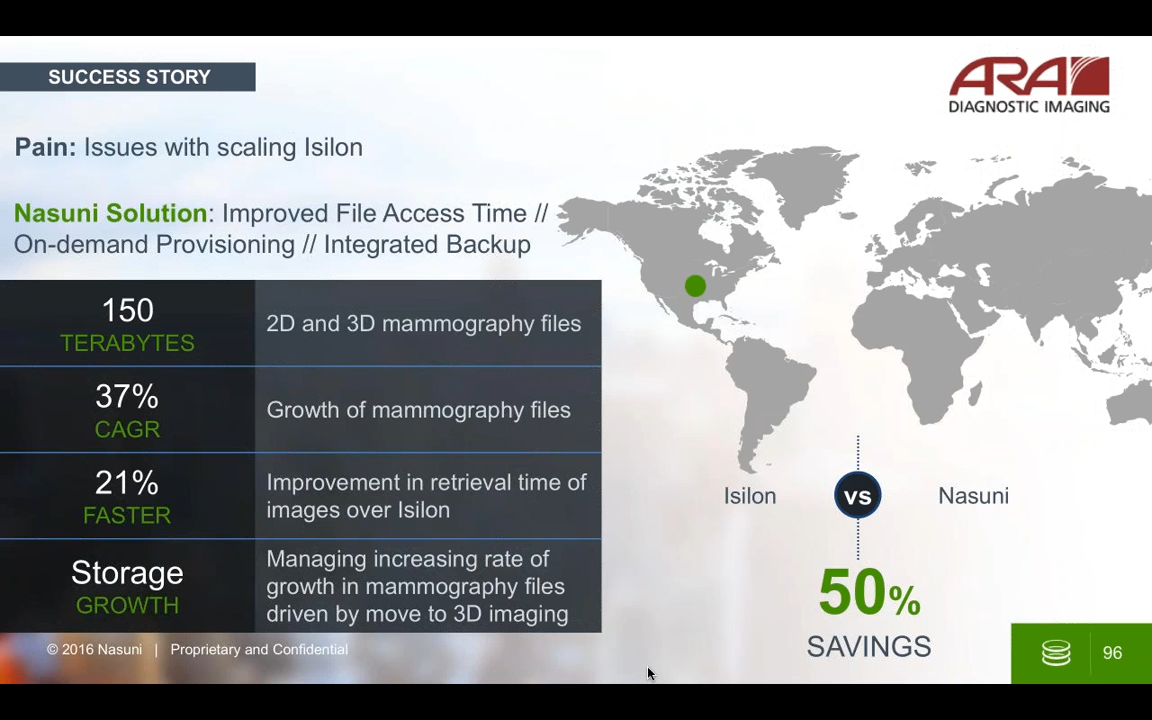 SUCCESS STORY
ARA
DIAGNOSTIC IMAGING
Pain: Issues with scaling Isilon
Nasuni Solution: Improved File Access Time //
On-demand Provisioning // Integrated Backup
150
TERABYTES
2D and 3D mammography files
37%
CAGR
Growth of mammography files
21%
FASTER
Improvement in retrieval time of
images over Isilon
Storage
GROWTH
Managing increasing rate of
growth in mammography files
driven by move to 3D imaging
Isilon
vs
Nasuni
50%
SAVINGS
© 2016 Nasuni | Proprietary and Confidential
96